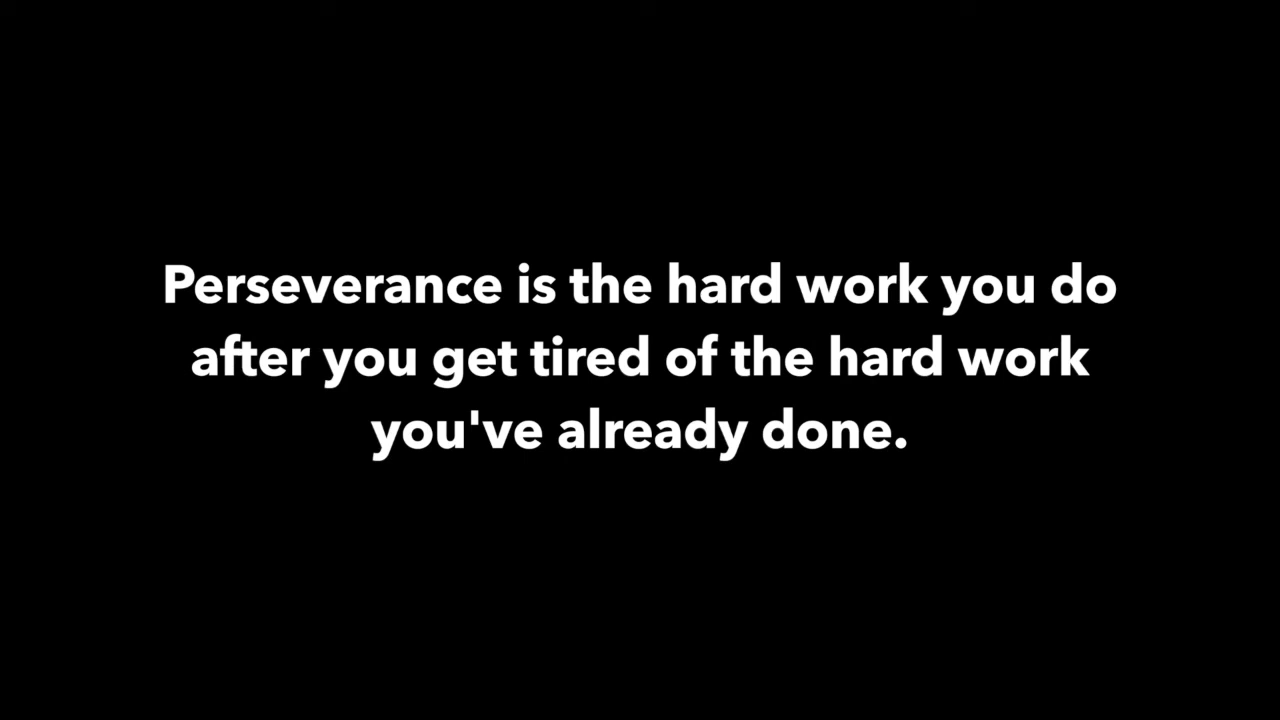 Perseverance is the hard work you do
after you get tired of the hard work
you've already done.